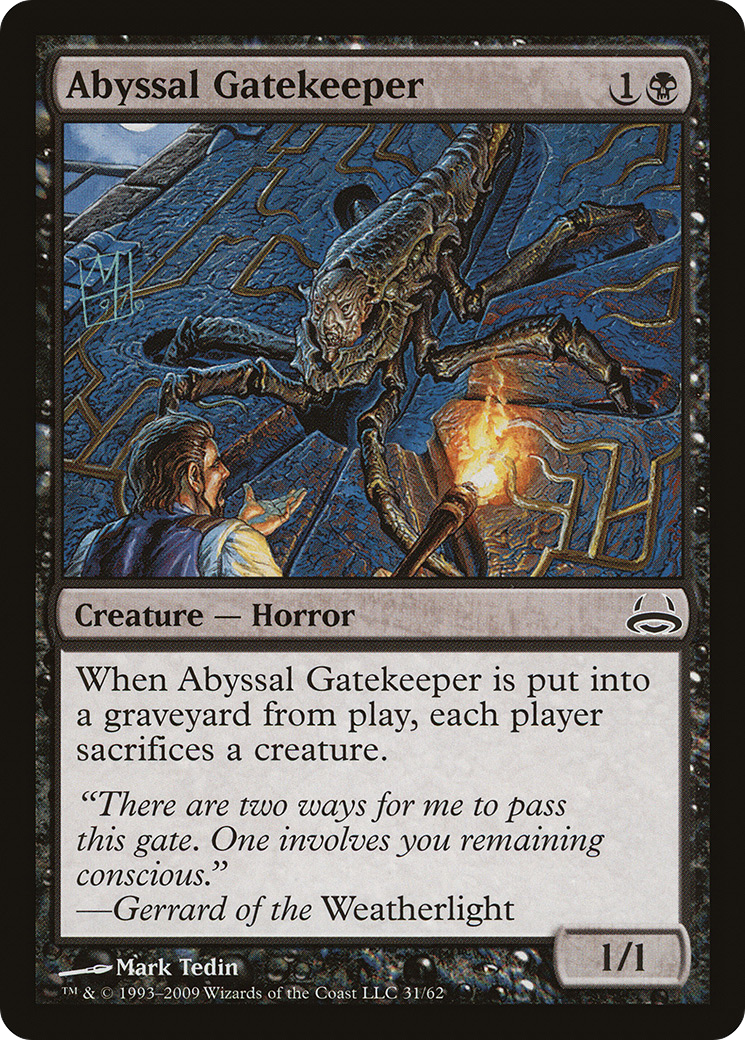 Abyssal Gatekeeper 1
Creature — Horror
When Abyssal Gatekeeper is put into
a graveyard from play, each player
sacrifices a creature.
“There are two ways for me to pass
this gate. One involves you remaining
conscious.”
—Gerrard of the Weatherlight
1/1
Mark Tedin
™ & © 1993–2009 Wizards of the Coast LLC 31/62